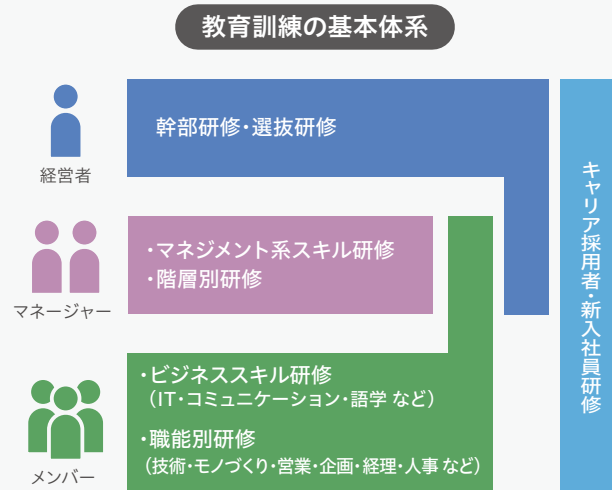 教育訓練の基本体系
経営者
幹部研修・選抜研修
マネージャー
・マネジメント系スキル研修
・階層別研修
メンバー
・ビジネススキル研修
（IT・コミュニケーション・語学 など）
・職能別研修
（技術・モノづくり・営業・企画・経理・人事 など）
キャリア採用者・新入社員研修